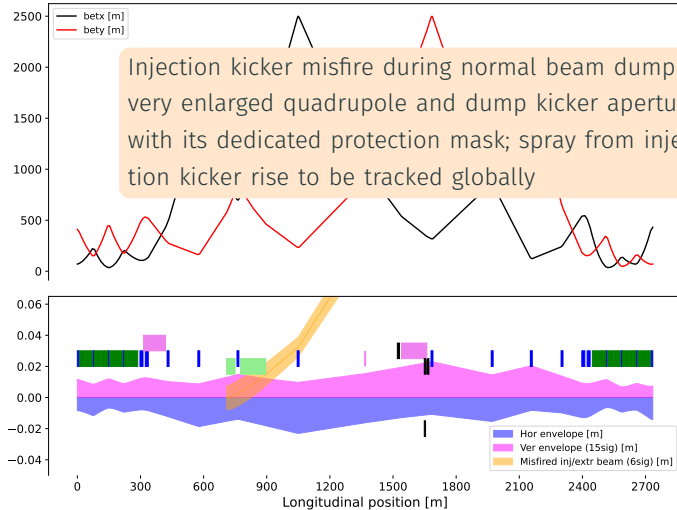 betx [m]
bety [m]
2500
2000
1500
1000
500
0
Injection kicker misfire during normal beam dump
very enlarged quadrupole and dump kicker
with its dedicated protection mask; spray from
tion kicker rise to be tracked globally
0.06
0.04
0.02
0.00
−0.02
−0.04
Hor envelope [m]
Ver envelope (15sig) [m]
Misfired inj/extr beam (6sig) [m]
0 300 600 900 1200 1500 1800 2100 2400 2700
Longitudinal position [m]